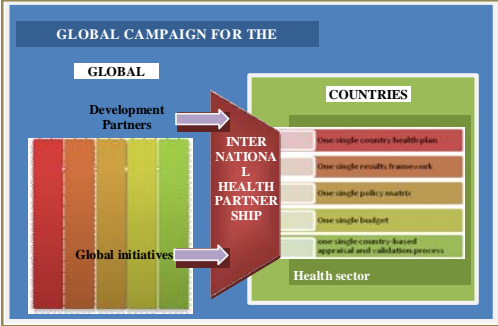 GLOBAL CAMPAIGN FOR THE
GLOBAL
COUNTRIES
Development
Partners
INTER
NATIONA
L
HEALTH
PARTNER
SHIP
One single country health plan
One single results framework
One single policy matrix
One single budget
one single country-based
appraisal and validation process
Global initiatives
Health sector